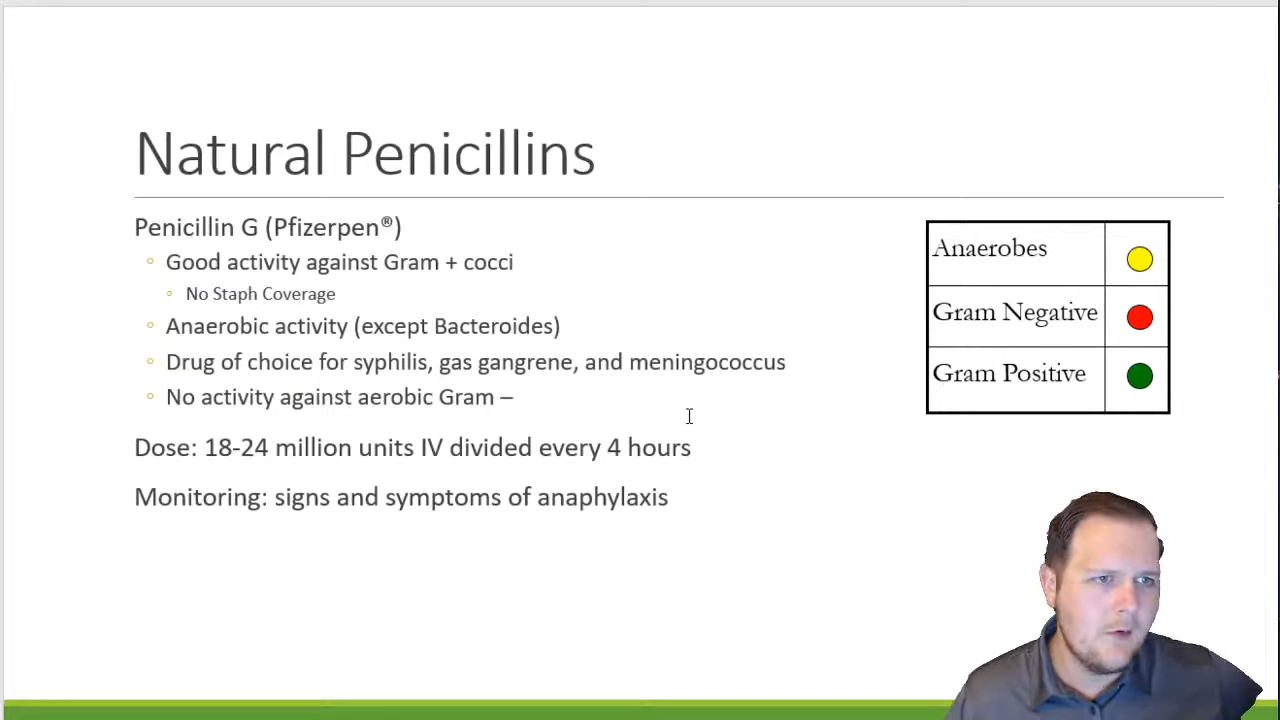 Natural Penicillins
Penicillin G (Pfizerpen®)
Good activity against Gram + cocci
No Staph Coverage
Anaerobic activity (except Bacteroides)
Drug of choice for syphilis, gas gangrene, and meningococcus
No activity against aerobic Gram –
Dose: 18-24 million units IV divided every 4 hours
Monitoring: signs and symptoms of anaphylaxis
Anaerobes
Gram Negative
Gram Positive